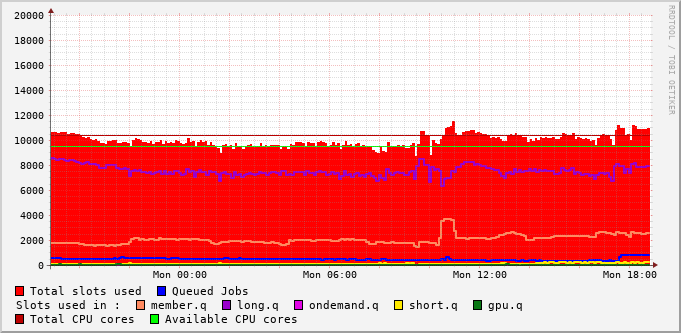 RRDTOOL / TOBI OETIKER
20000
18000
16000
14000
12000
10000
8000
6000
4000
2000
0
Mon 00:00 Mon 06:00 Mon 12:00 Mon 18:00
Total slots used Queued Jobs
Slots used in : member.q long.q ondemand.q short.q gpu.q
Total CPU cores Available CPU cores